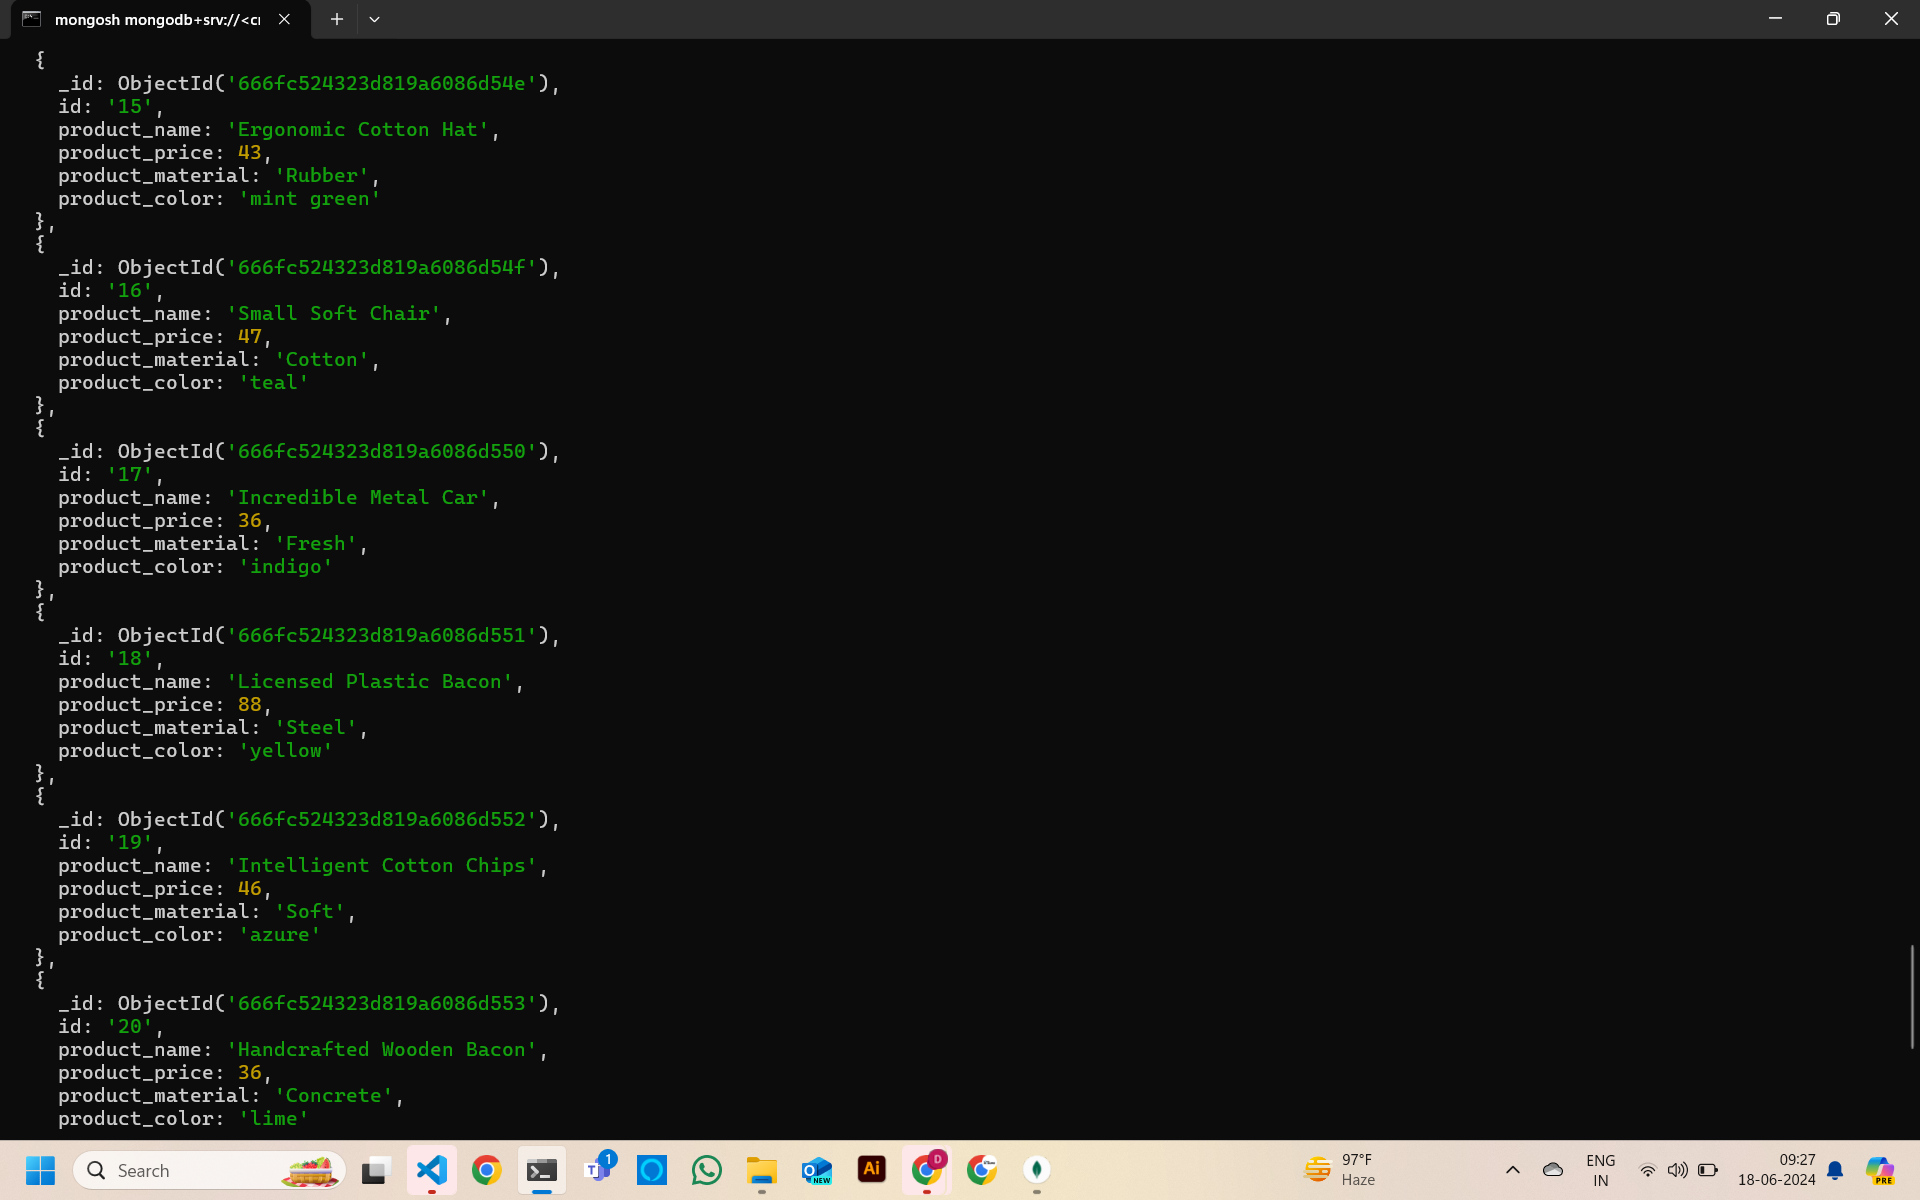 mongosh mongodb+srv://<cr
{
_id: ObjectId('666fc524323d819a6086d54e'),
id: '15',
product_name: 'Ergonomic Cotton Hat',
product_price: 43,
product_material: 'Rubber',
product_color: 'mint green'
},
{
_id: ObjectId('666fc524323d819a6086d54f'),
id: '16',
product_name: 'Small Soft Chair',
product_price: 47,
product_material: 'Cotton',
product_color: 'teal'
},
{
_id: ObjectId('666fc524323d819a6086d550'),
id: '17',
product_name: 'Incredible Metal Car',
product_price: 36,
product_material: 'Fresh',
product_color: 'indigo'
},
{
_id: ObjectId('666fc524323d819a6086d551'),
id: '18',
product_name: 'Licensed Plastic Bacon',
product_price: 88,
product_material: 'Steel',
product_color: 'yellow'
},
{
_id: ObjectId('666fc524323d819a6086d552'),
id: '19',
product_name: 'Intelligent Cotton Chips',
product_price: 46,
product_material: 'Soft',
product_color: 'azure'
},
{
_id: ObjectId('666fc524323d819a6086d553'),
id: '20',
product_name: 'Handcrafted Wooden Bacon',
product_price: 36,
product_material: 'Concrete',
product_color: 'lime'
Search
T
1
O
NEW
Ai
D
97°F
Haze
ENG
IN
09:27
18-06-2024
PRE